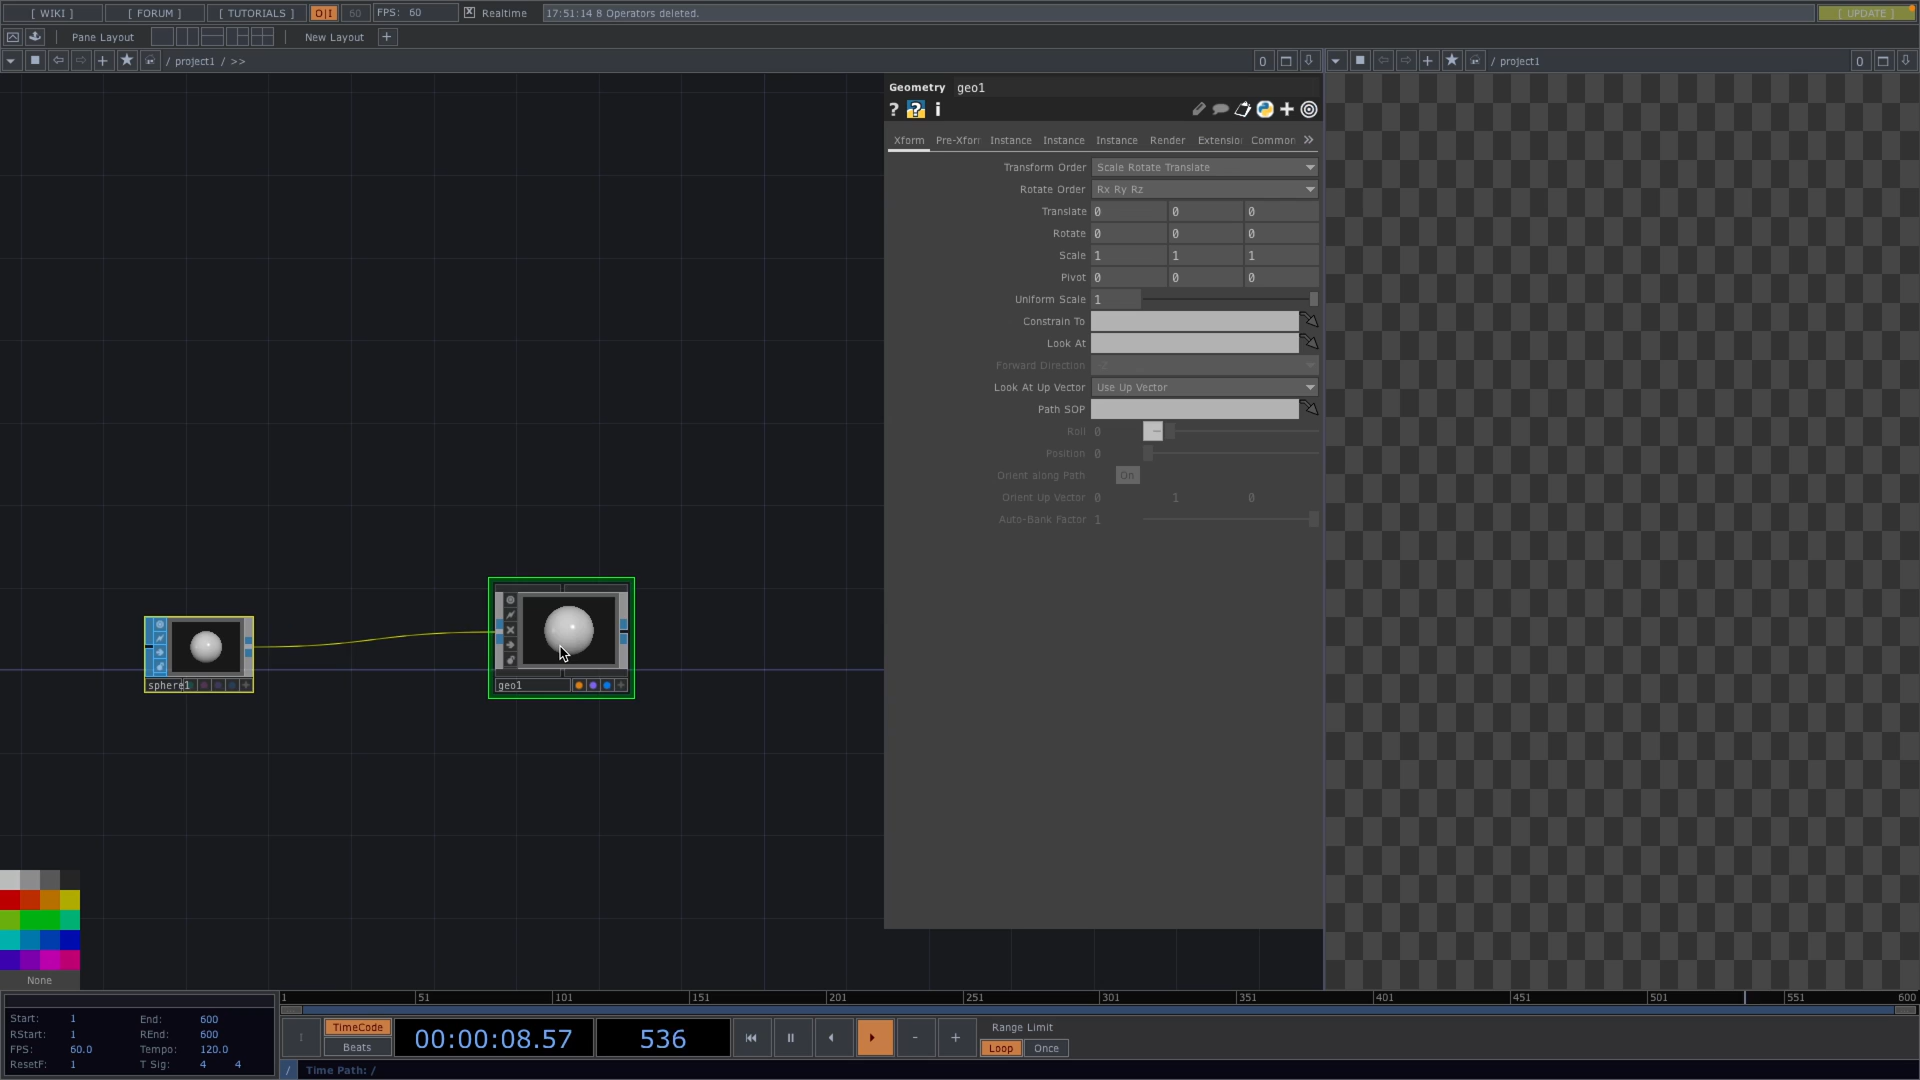 [ WIKI ] [ FORUM ] [ TUTORIALS ] O|I 60 FPS: 60 Realtime 17:51:14 8 Operators deleted. [ UPDATE ]
Pane Layout New Layout +
/ project1 / >> 0 / project1 0
Geometry geo1
? ? i
Xform Pre-Xfor Instance Instance Instance Render Extensio Common
Transform Order Scale Rotate Translate
Rotate Order Rx Ry Rz
Translate 0 0 0
Rotate 0 0 0
Scale 1 1 1
Pivot 0 0 0
Uniform Scale 1
Constrain To
Look At
Forward Direction
Look At Up Vector Use Up Vector
Path SOP
Roll 0
Position 0
Orient along Path On
Orient Up Vector 0 1 0
Auto-Bank Factor 1
sphere1
geo1
None
1 51 101 151 201 251 301 351 401 451 501 551 600
Start: 1 End: 600
RStart: 1 REnd: 600
FPS: 60.0 Tempo: 120.0
ResetF: 1 T Sig: 4 4
TimeCode
Beats
00:00:08.57
536
- +
Range Limit
Loop Once
/ Time Path: /